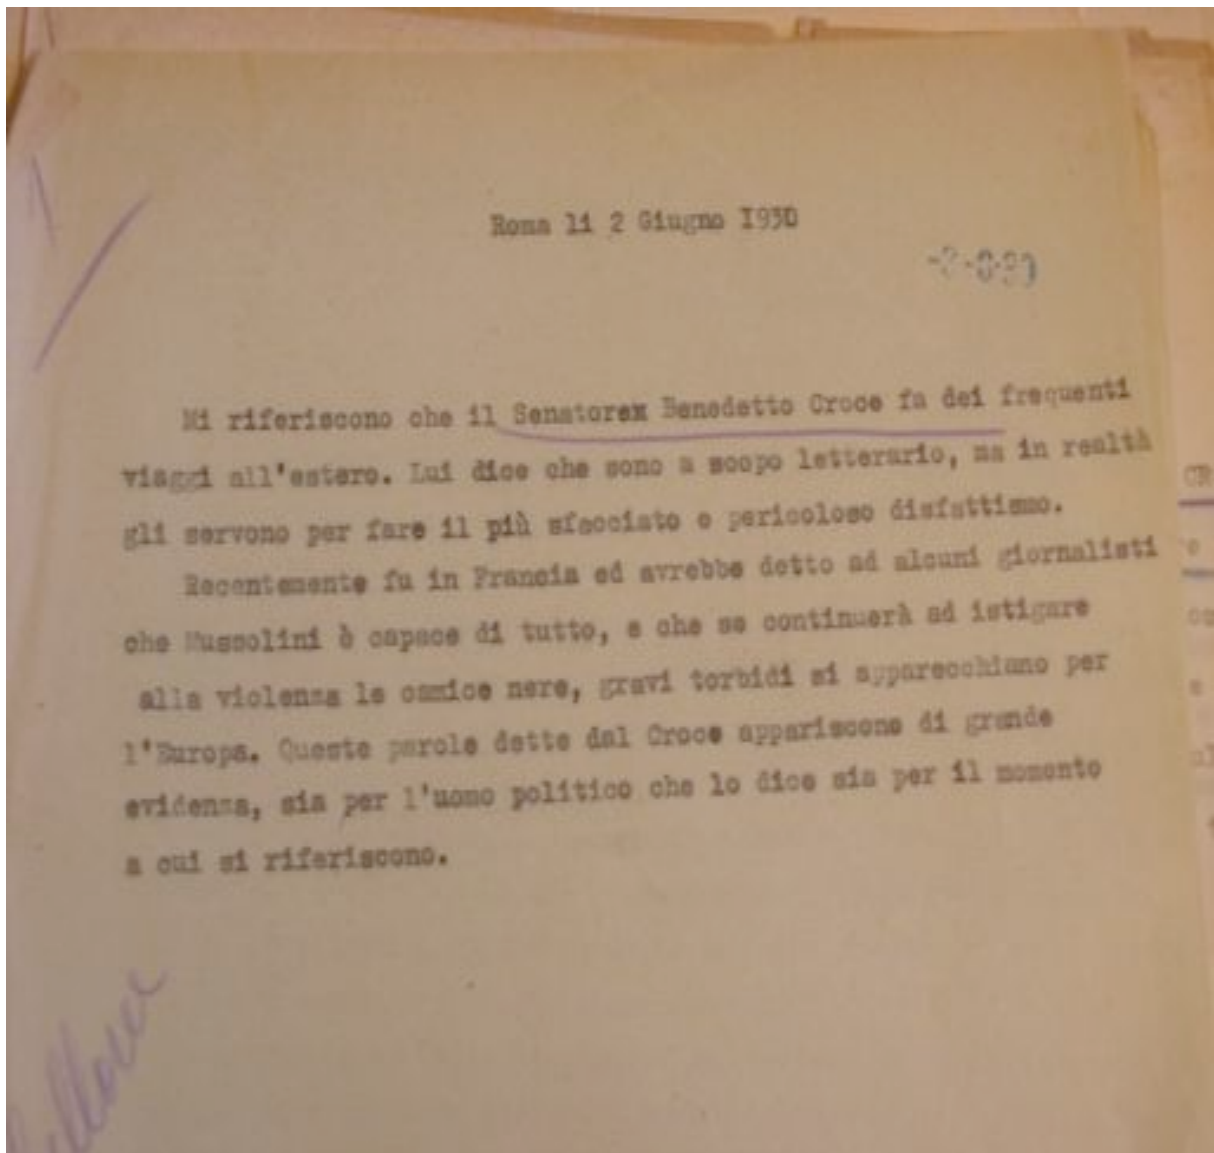 Roma li 2 Giugno I930
Mi riferiscono che il Senatorex Benedetto Croce fa dei frequenti
viaggi all'estero. Lui dice che sono a scopo letterario, ma in realtà
gli servono per fare il più sfacciato e pericoloso disfattismo.
Recentemente fu in Francia ed avrebbe detto ad alcuni giornalisti
che Mussolini è capace di tutto, e che se continuerà ad istigare
alla violenza le camice nere, gravi torbidi si apparecchiano per
l'Europa. Queste parole dette dal Croce appariscono di grande
evidenza, sia per l'uomo politico che lo dice sia per il momento
a cui si riferiscono.